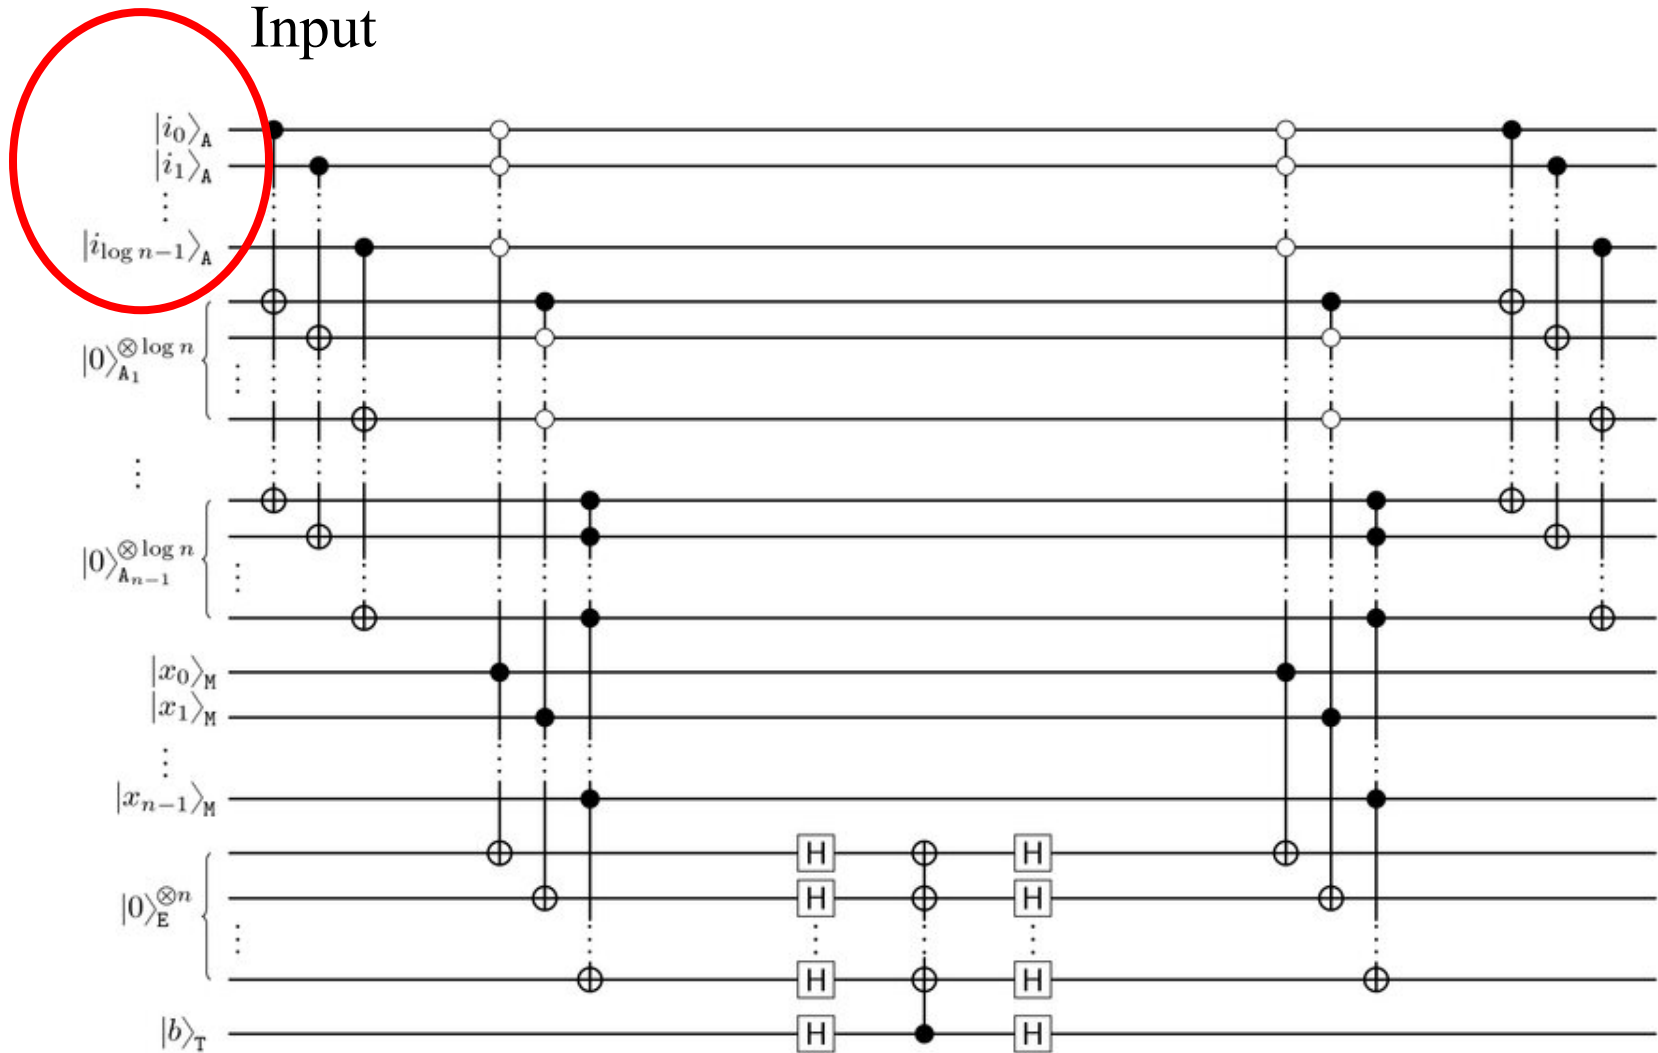 Input
|i₀⟩_A
|i₁⟩_A
⋮
|i_{log n−1}⟩_A
|0⟩^{⊗ log n}_{A₁}
⋮
⋮
|0⟩^{⊗ log n}_{A_{n−1}}
⋮
|x₀⟩_M
|x₁⟩_M
⋮
|x_{n−1}⟩_M
H H
|0⟩^{⊗n}_E H H
⋮ ⋮ ⋮
H H
|b⟩_T H H